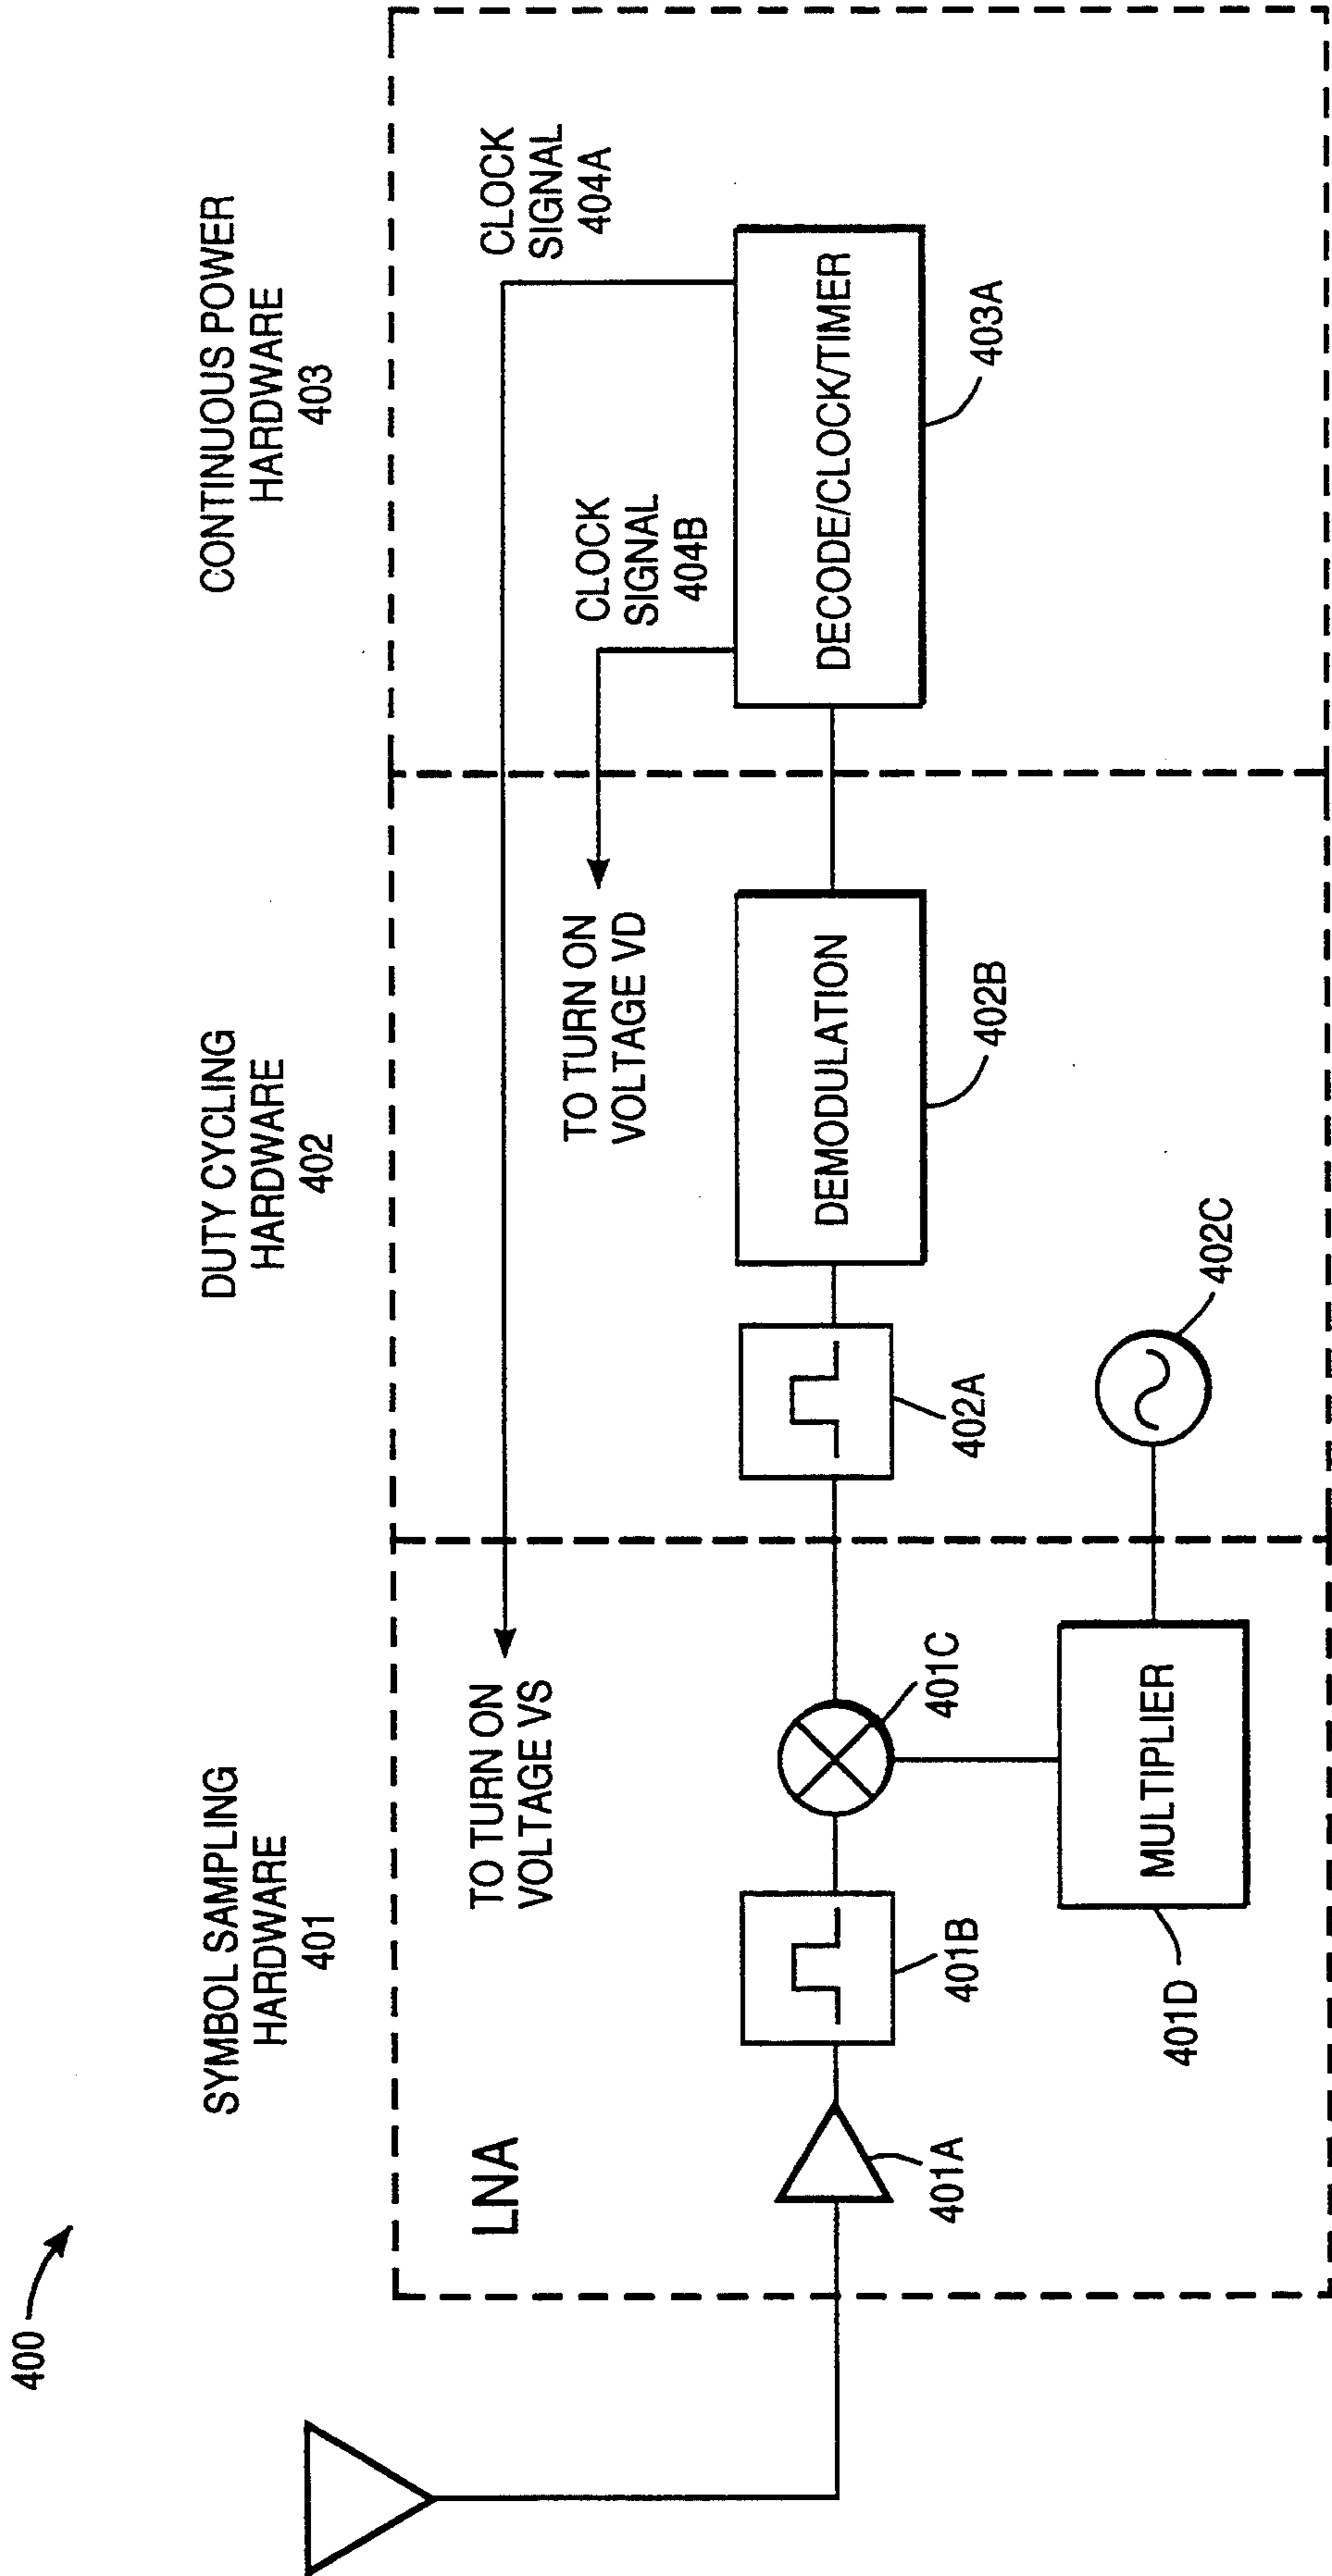 400
SYMBOL SAMPLING
HARDWARE
401
DUTY CYCLING
HARDWARE
402
CONTINUOUS POWER
HARDWARE
403
LNA
TO TURN ON
VOLTAGE VS
TO TURN ON
VOLTAGE VD
CLOCK
SIGNAL
404B
CLOCK
SIGNAL
404A
401A
401B
401C
402A
DEMODULATION
402B
DECODE/CLOCK/TIMER
403A
MULTIPLIER
401D
402C